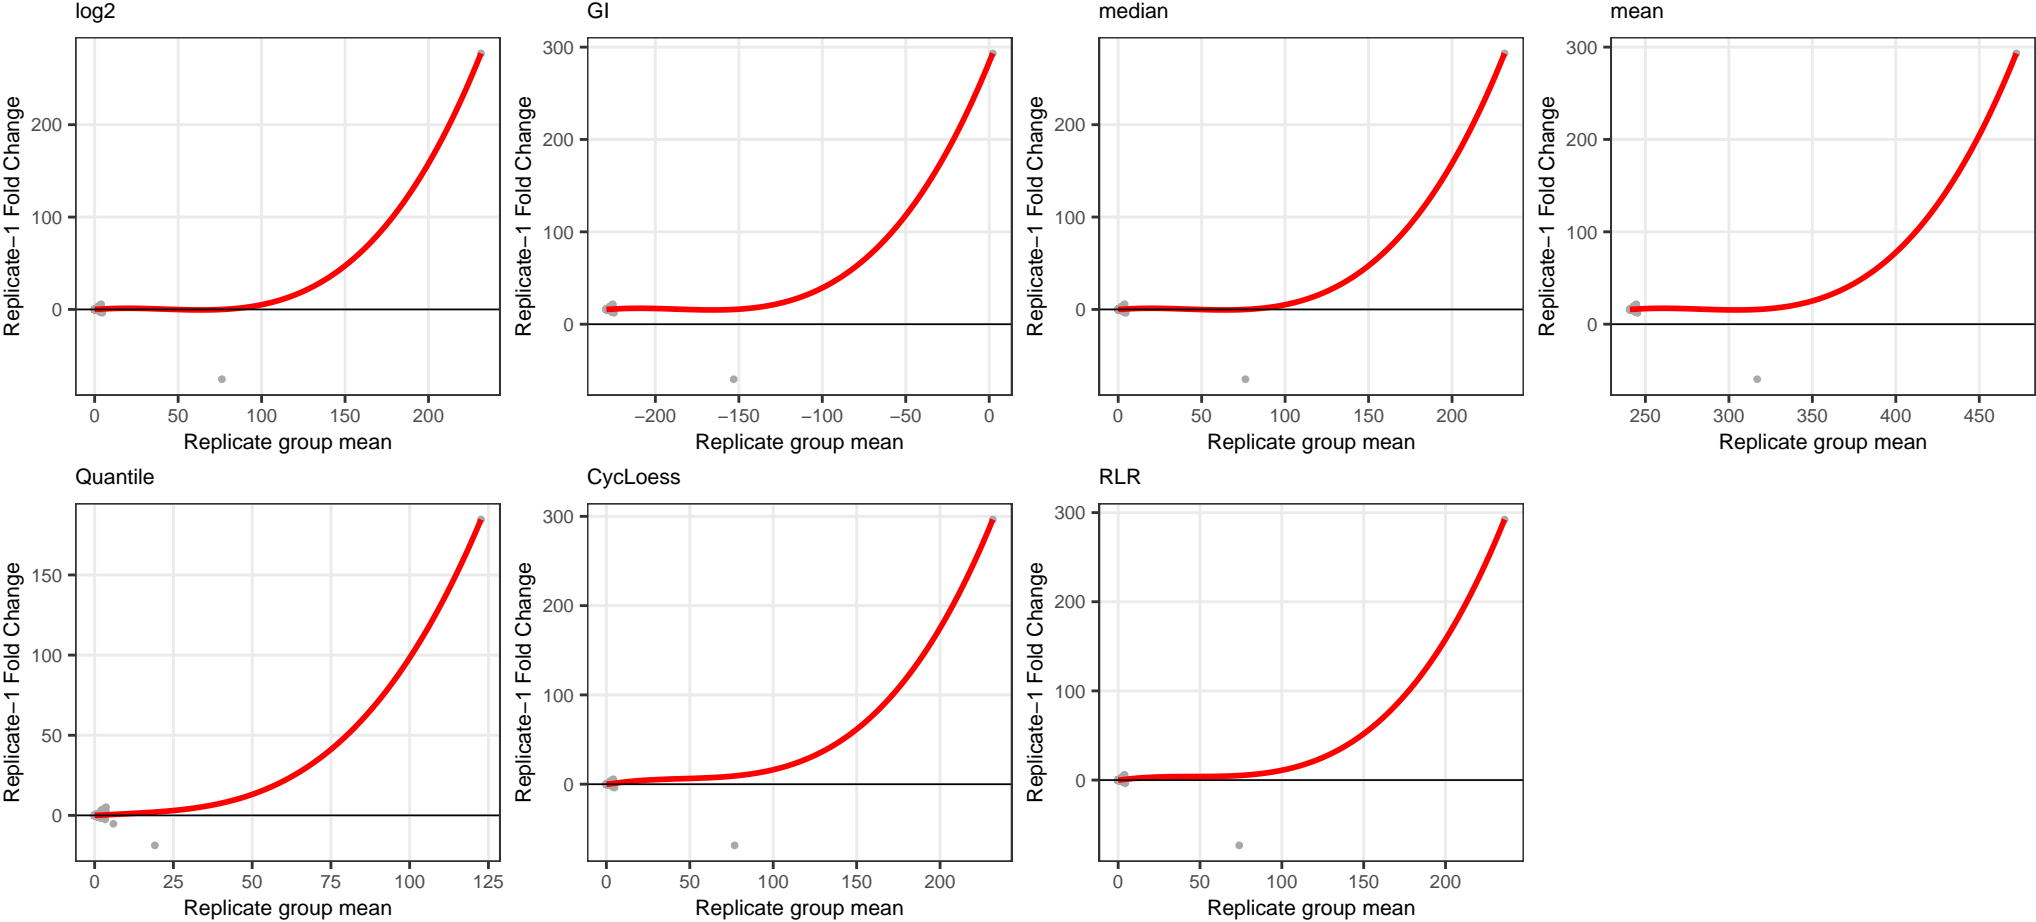 log2
GI
median
mean
Replicate−1 Fold Change
200
100
0
0 50 100 150 200
Replicate group mean
Replicate−1 Fold Change
300
200
100
0
−200 −150 −100 −50 0
Replicate group mean
Replicate−1 Fold Change
200
100
0
0 50 100 150 200
Replicate group mean
Replicate−1 Fold Change
300
200
100
0
250 300 350 400 450
Replicate group mean
Quantile
CycLoess
RLR
Replicate−1 Fold Change
150
100
50
0
0 25 50 75 100 125
Replicate group mean
Replicate−1 Fold Change
300
200
100
0
0 50 100 150 200
Replicate group mean
Replicate−1 Fold Change
300
200
100
0
0 50 100 150 200
Replicate group mean